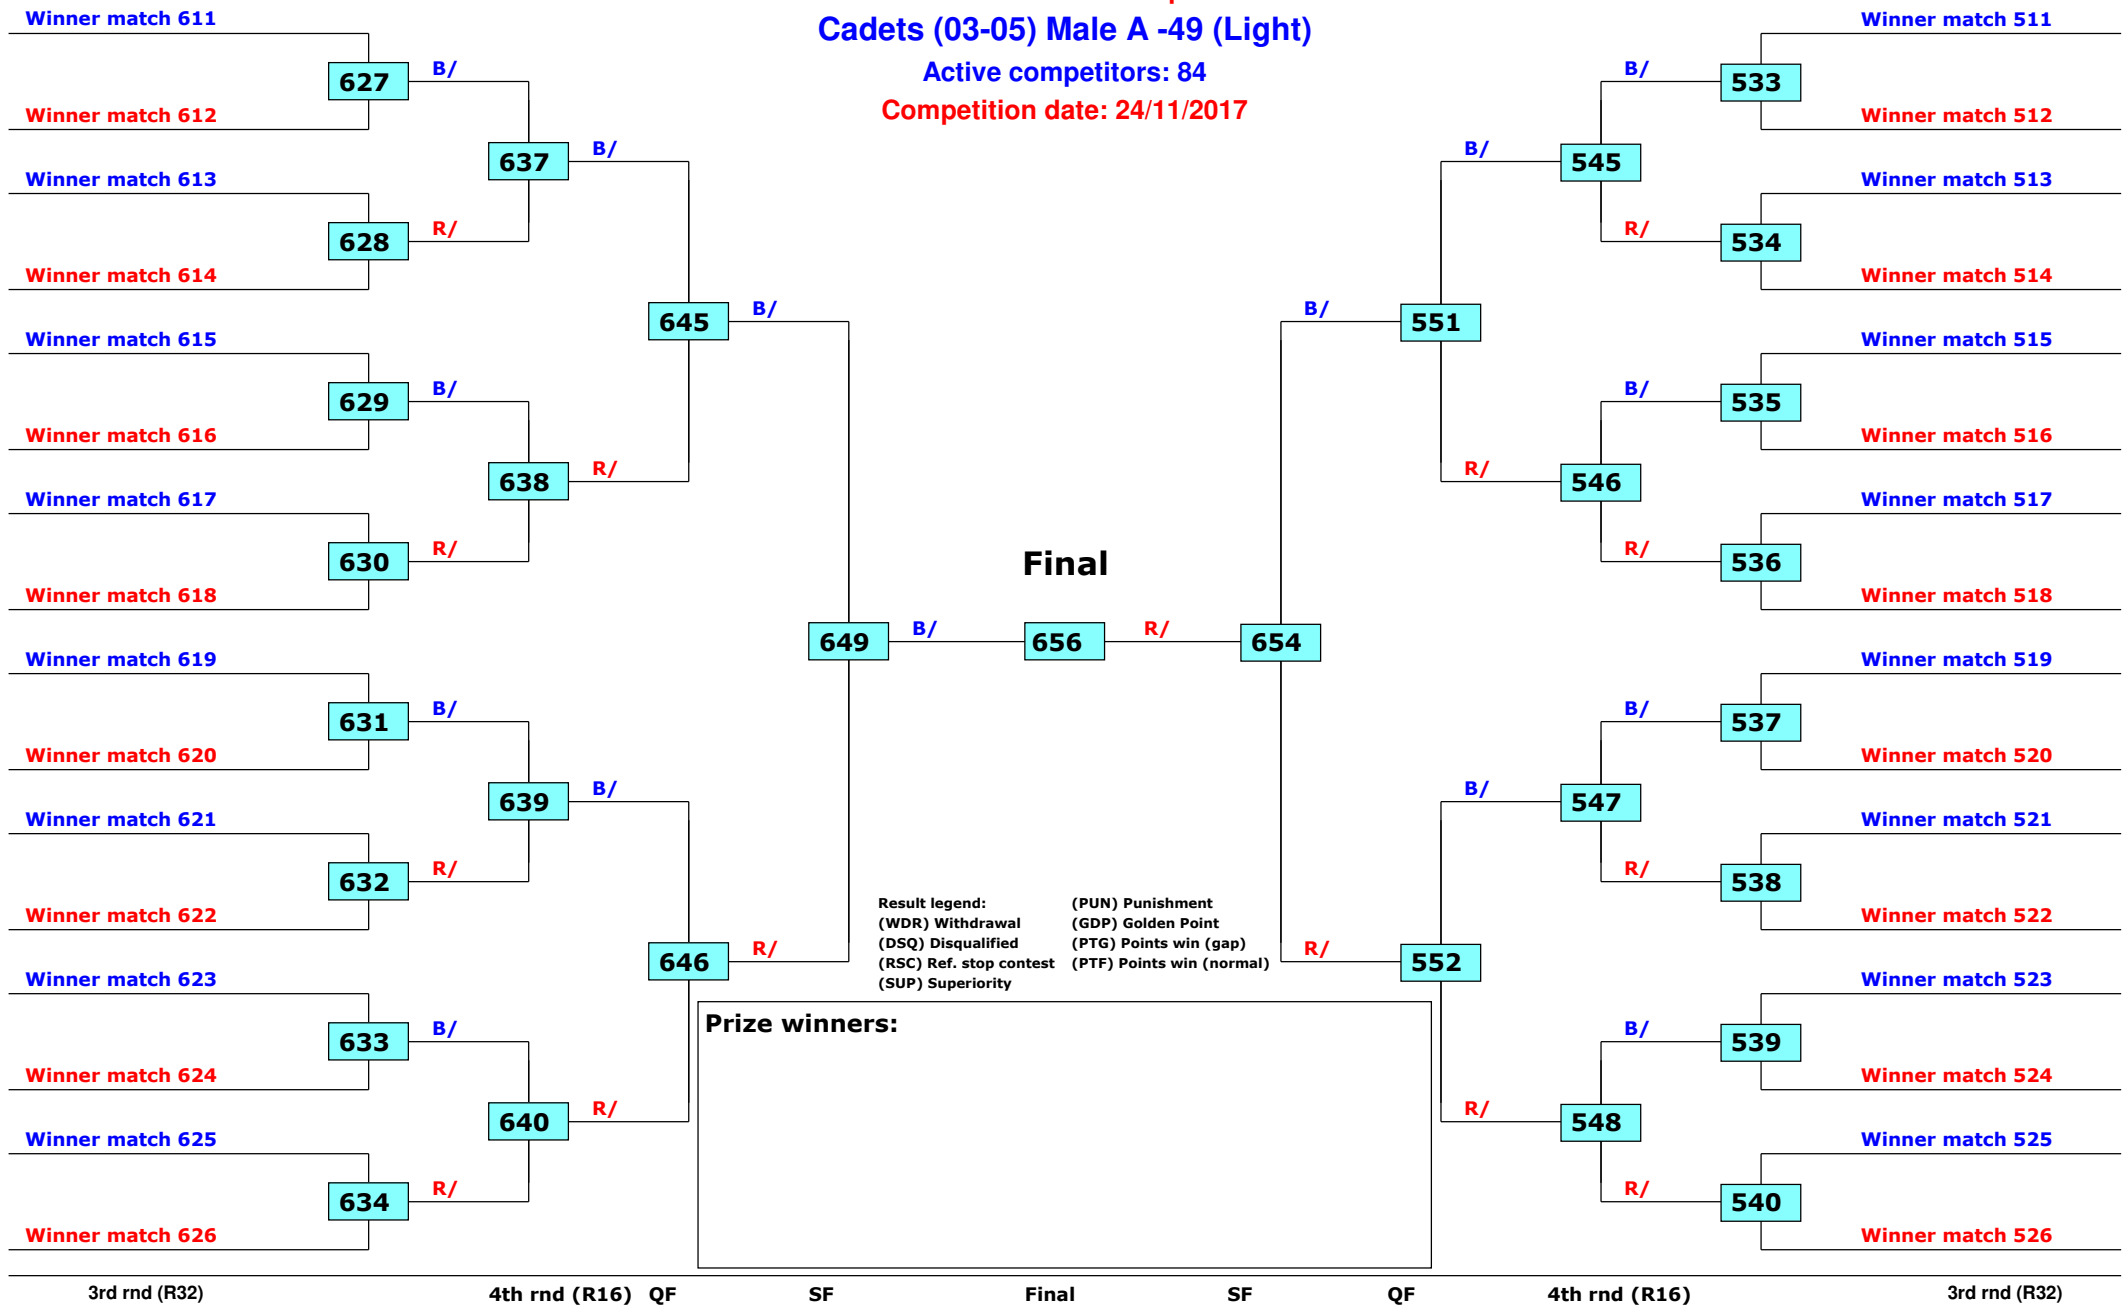 Cadets (03-05) Male A -49 (Light)
Active competitors: 84
Competition date: 24/11/2017
Winner match 611
627
B/
Winner match 612
637
B/
Winner match 613
628
R/
Winner match 614
645
B/
Winner match 615
629
B/
Winner match 616
638
R/
Winner match 617
630
R/
Winner match 618
649
B/
Winner match 619
631
B/
Winner match 620
639
B/
Winner match 621
632
R/
Winner match 622
646
R/
Winner match 623
633
B/
Winner match 624
640
R/
Winner match 625
634
R/
Winner match 626
Final
656
R/
654
Winner match 511
B/
533
Winner match 512
B/
545
Winner match 513
R/
534
Winner match 514
B/
551
Winner match 515
B/
535
Winner match 516
R/
546
Winner match 517
R/
536
Winner match 518
Winner match 519
B/
537
Winner match 520
B/
547
Winner match 521
R/
538
Winner match 522
R/
552
Winner match 523
B/
539
Winner match 524
R/
548
Winner match 525
R/
540
Winner match 526
Result legend:
(WDR) Withdrawal
(DSQ) Disqualified
(RSC) Ref. stop contest
(SUP) Superiority
(PUN) Punishment
(GDP) Golden Point
(PTG) Points win (gap)
(PTF) Points win (normal)
Prize winners:
3rd rnd (R32) 4th rnd (R16) QF SF Final SF QF 4th rnd (R16) 3rd rnd (R32)